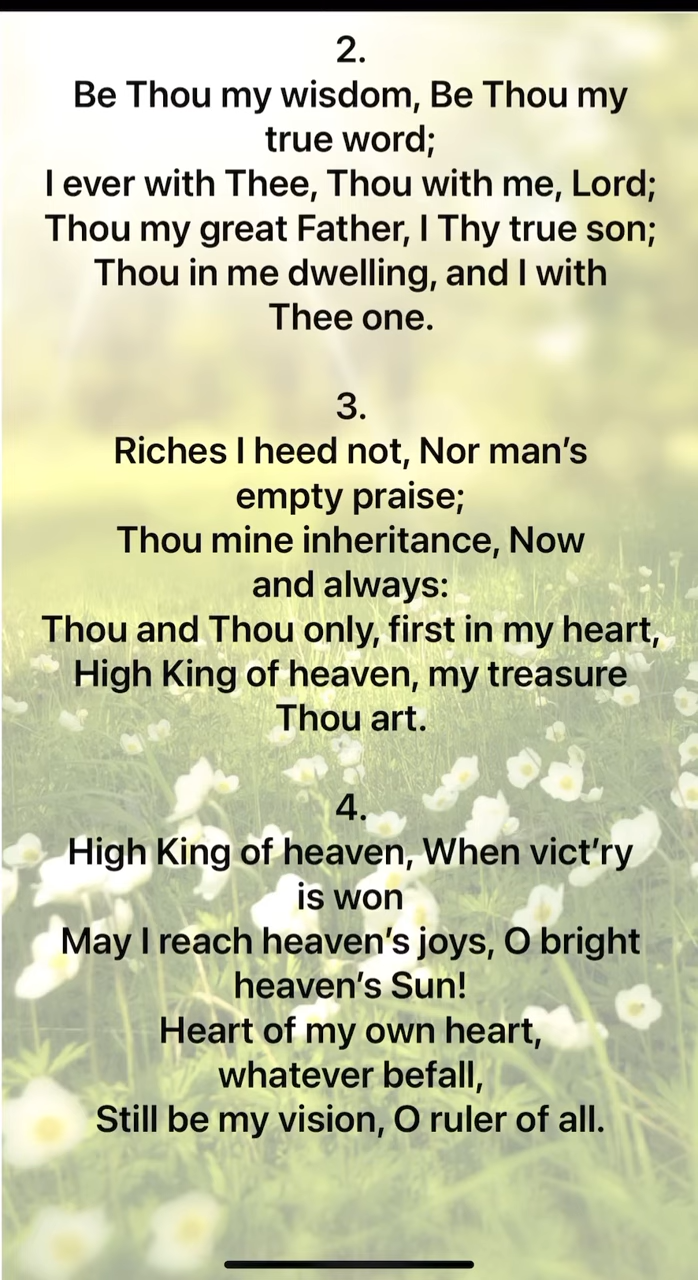 2.
Be Thou my wisdom, Be Thou my
true word;
I ever with Thee, Thou with me, Lord;
Thou my great Father, I Thy true son;
Thou in me dwelling, and I with
Thee one.
3.
Riches I heed not, Nor man’s
empty praise;
Thou mine inheritance, Now
and always:
Thou and Thou only, first in my heart,
High King of heaven, my treasure
Thou art.
4.
High King of heaven, When vict’ry
is won
May I reach heaven’s joys, O bright
heaven’s Sun!
Heart of my own heart,
whatever befall,
Still be my vision, O ruler of all.